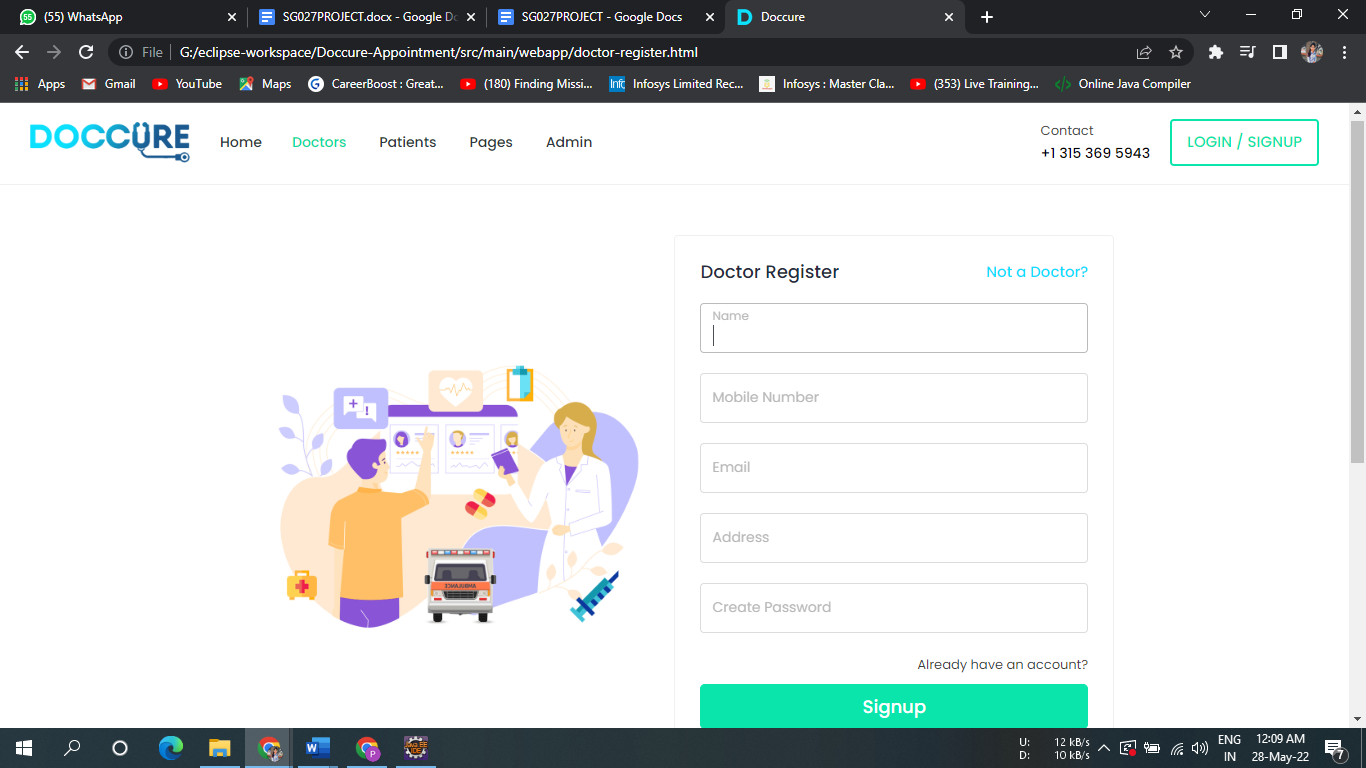 (55) WhatsApp
SG027PROJECT.docx - Google Do
SG027PROJECT - Google Docs
Doccure
File
G:/eclipse-workspace/Doccure-Appointment/src/main/webapp/doctor-register.html
Apps
Gmail
YouTube
Maps
CareerBoost : Great...
(180) Finding Missi...
Infosys Limited Rec...
Infosys : Master Cla...
(353) Live Training...
Online Java Compiler
DOCCURE
Home
Doctors
Patients
Pages
Admin
Contact
+1 315 369 5943
LOGIN / SIGNUP
Doctor Register
Not a Doctor?
Name
Mobile Number
Email
Address
Create Password
Already have an account?
Signup
U: 12 kB/s
D: 10 kB/s
ENG
IN
12:09 AM
28-May-22
7